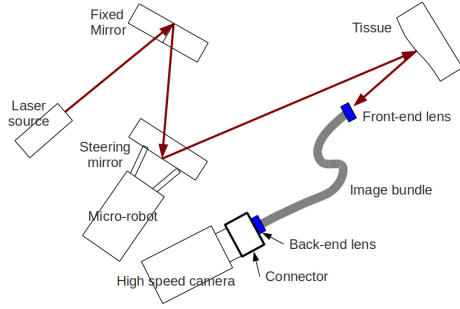 Fixed
Mirror
Tissue
Laser
source
Front-end lens
Steering
mirror
Image bundle
Micro-robot
Back-end lens
High speed camera
Connector